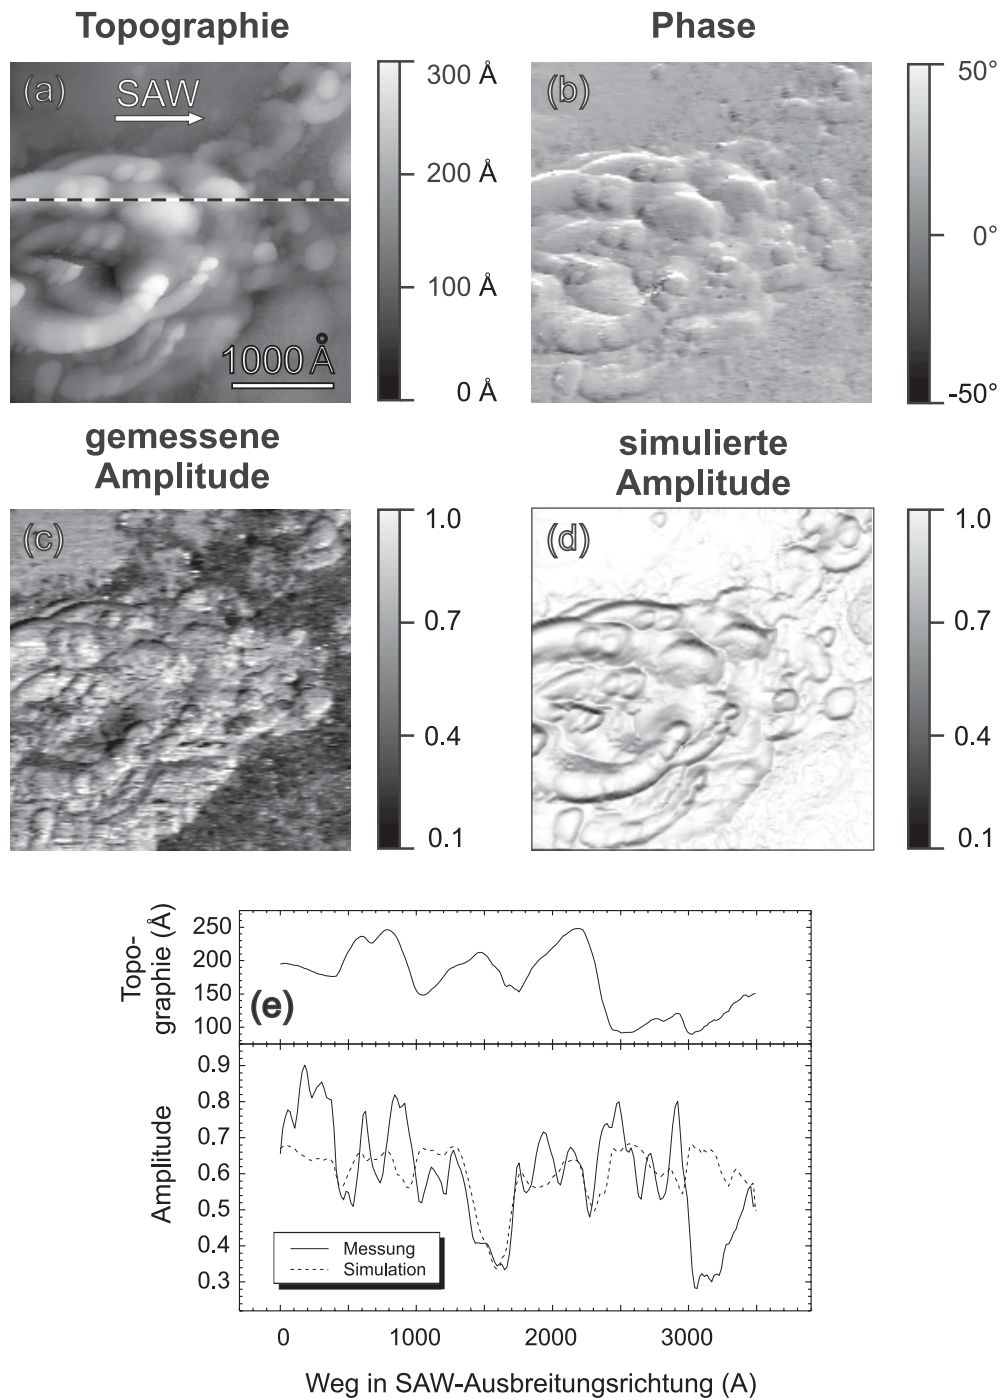 Topographie
Phase
(a)
SAW
1000 Å
300 Å
200 Å
100 Å
0 Å
(b)
50°
0°
-50°
gemessene
Amplitude
simulierte
Amplitude
(c)
1.0
0.7
0.4
0.1
(d)
1.0
0.7
0.4
0.1
Topo-
graphie (Å)
250
200
150
100
(e)
Amplitude
0.9
0.8
0.7
0.6
0.5
0.4
0.3
Messung
Simulation
0
1000
2000
3000
Weg in SAW-Ausbreitungsrichtung (A)